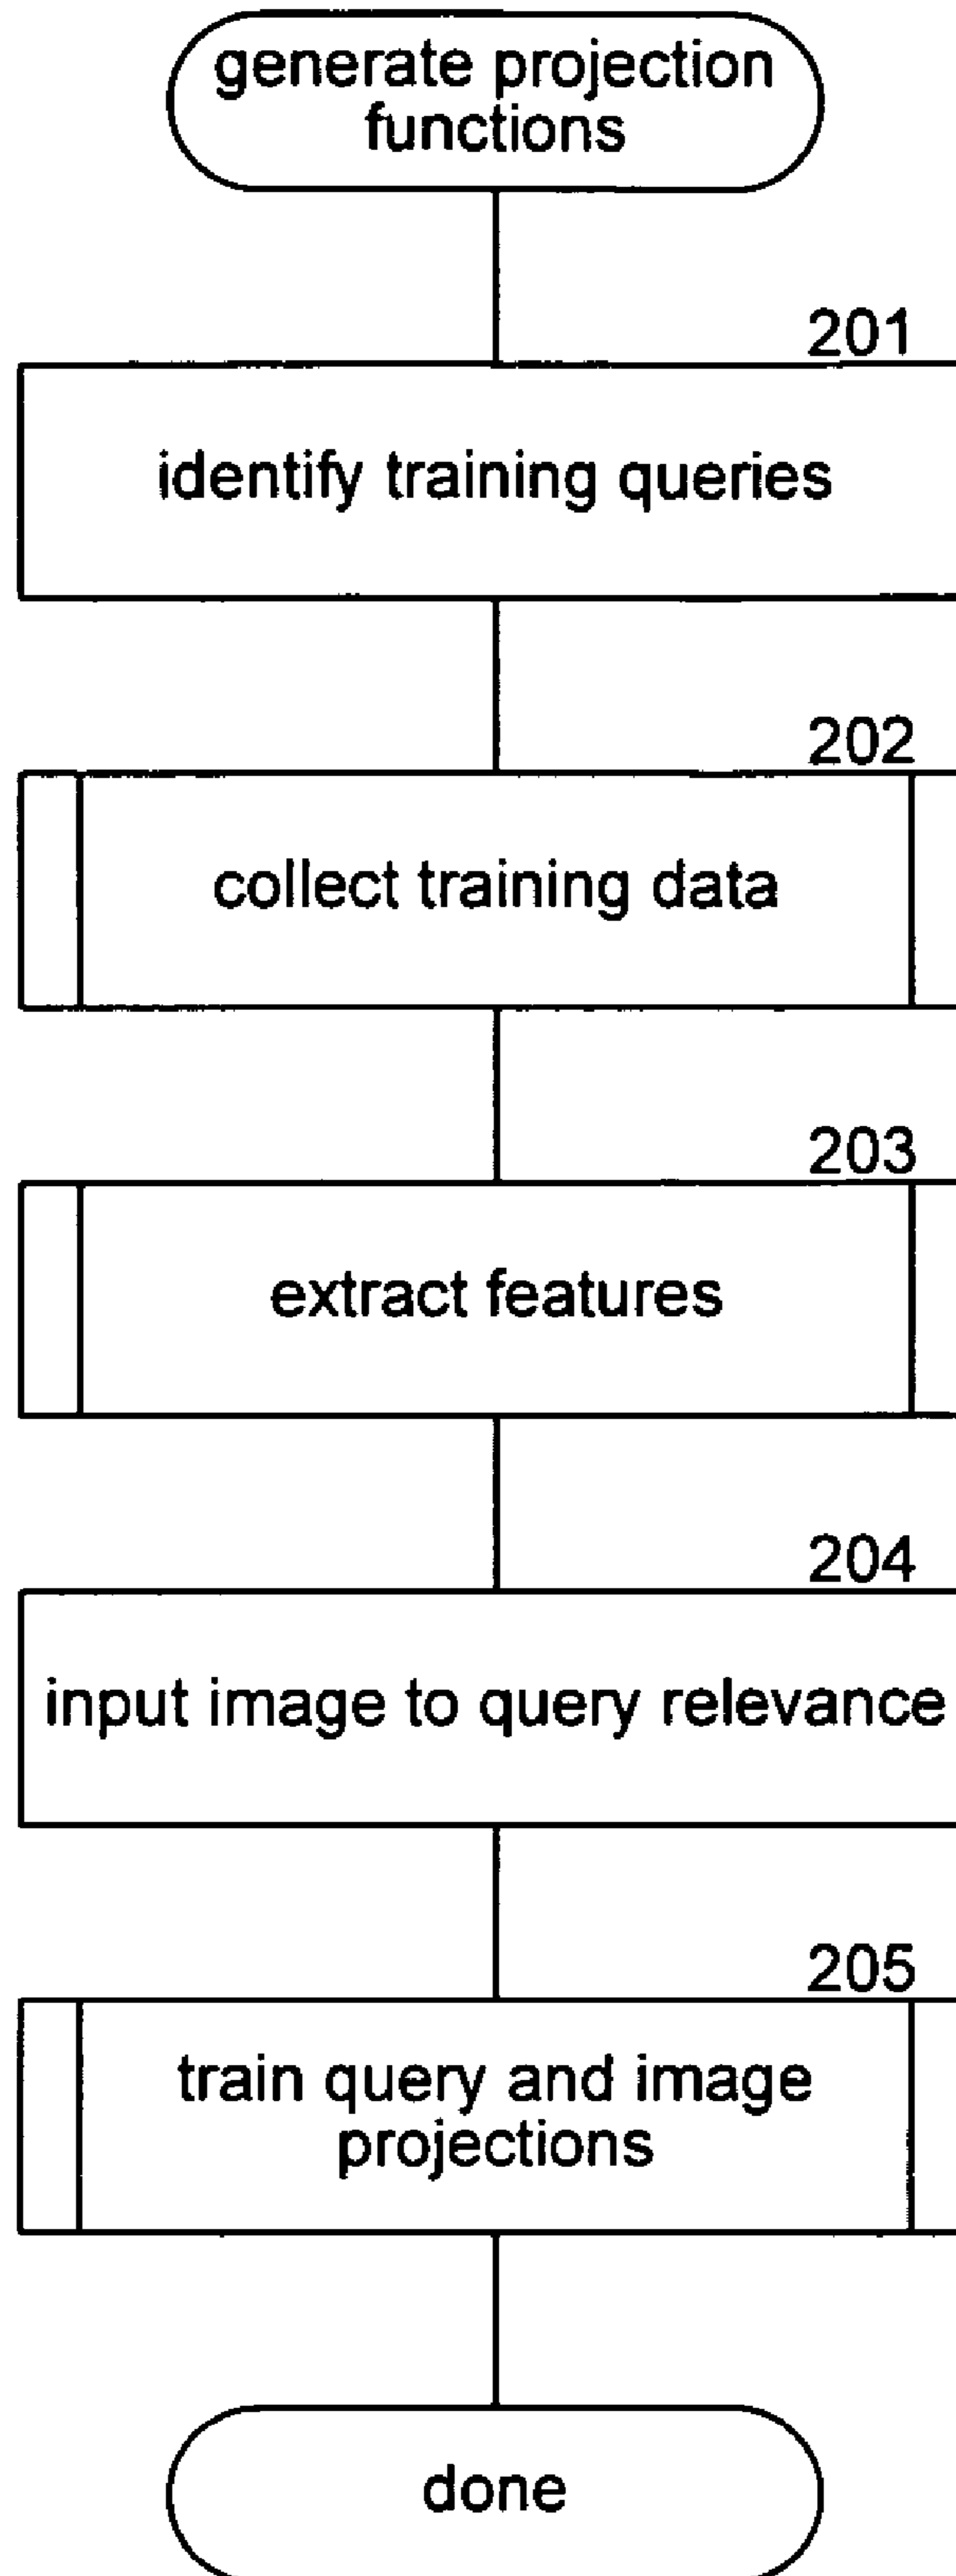 generate projection
functions
201
identify training queries
202
collect training data
203
extract features
204
input image to query relevance
205
train query and image
projections
done